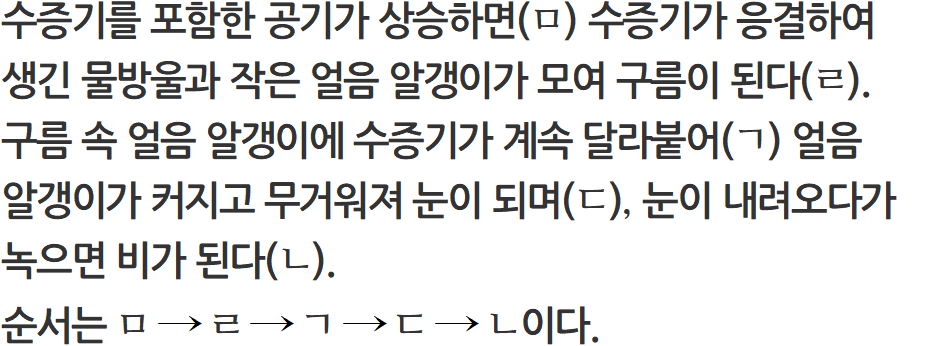 수증기를 포함한 공기가 상승하면(ㅁ) 수증기가 응결하여
생긴 물방울과 작은 얼음 알갱이가 모여 구름이 된다(ㄹ).
구름 속 얼음 알갱이에 수증기가 계속 달라붙어(ㄱ) 얼음
알갱이가 커지고 무거워져 눈이 되며(ㄷ), 눈이 내려오다가
녹으면 비가 된다(ㄴ).
순서는 ㅁ → ㄹ → ㄱ → ㄷ → ㄴ이다.